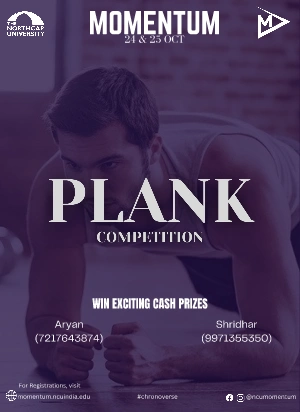 THE
NORTHCAP
UNIVERSITY
MOMENTUM
24 & 25 OCT
M
PLANK
COMPETITION
WIN EXCITING CASH PRIZES
Aryan
(7217643874)
Shridhar
(9971355350)
For Registrations, visit
momentum.ncuindia.edu
#chronoverse
@ncumomentum